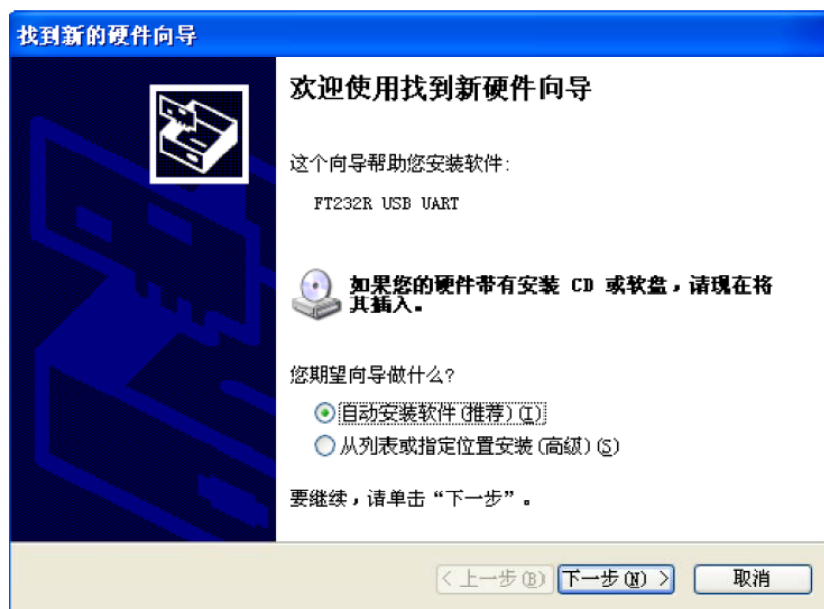 找到新的硬件向导
欢迎使用找到新硬件向导
这个向导帮助您安装软件:
FT232R USB UART
如果您的硬件带有安装 CD 或软盘，请现在将
其插入。
您期望向导做什么?
自动安装软件(推荐)(I)
从列表或指定位置安装(高级)(S)
要继续，请单击“下一步”。
< 上一步(B) 下一步(N) > 取消